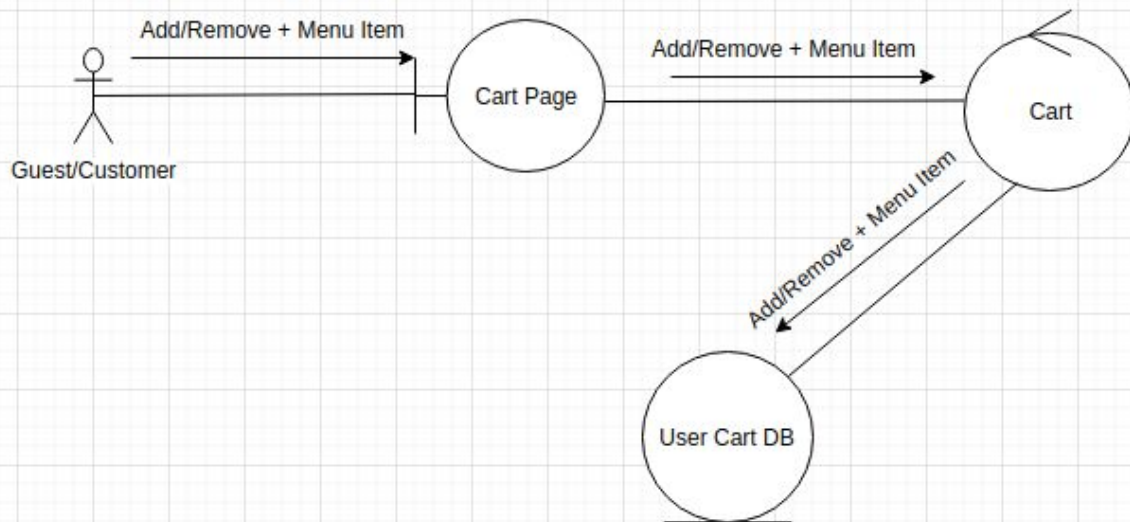 Add/Remove + Menu Item
Guest/Customer
Cart Page
Add/Remove + Menu Item
Cart
Add/Remove + Menu Item
User Cart DB